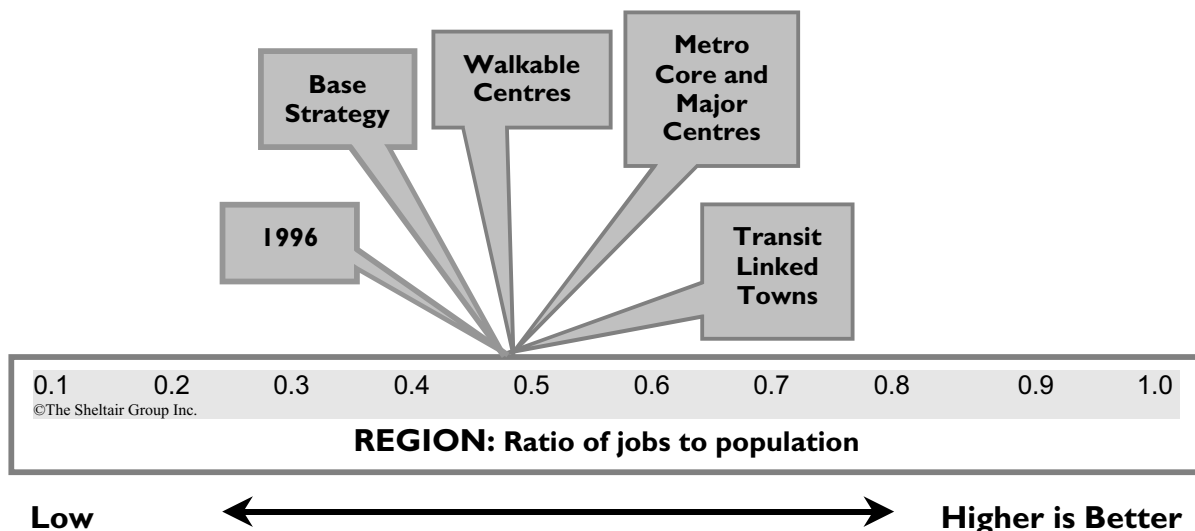 Metro
Core and
Major
Centres
Walkable
Centres
Base
Strategy
1996
Transit
Linked
Towns
0.1 0.2 0.3 0.4 0.5 0.6 0.7 0.8 0.9 1.0
©The Sheltair Group Inc.
REGION: Ratio of jobs to population
Low Higher is Better